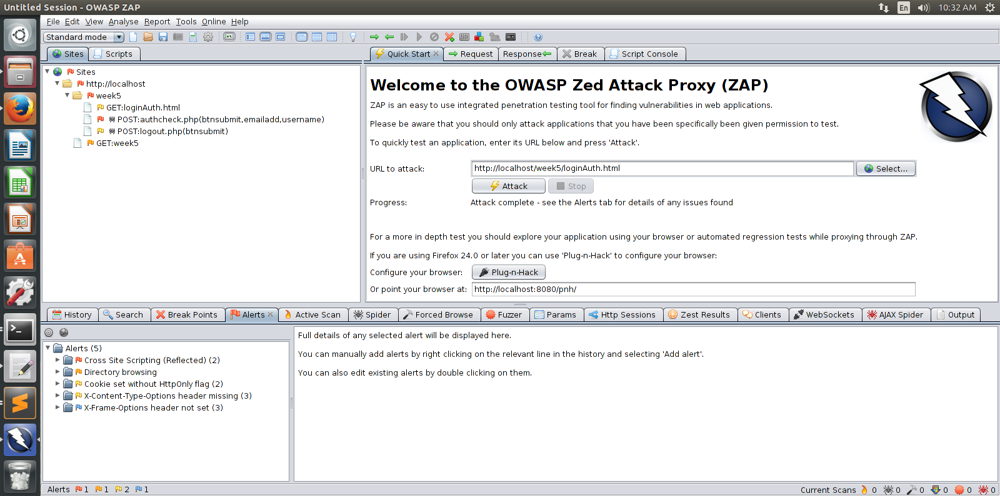 Untitled Session - OWASP ZAP
En
10:32 AM
File Edit View Analyse Report Tools Online Help
Standard mode
Sites Scripts
Quick Start Request Response Break Script Console
Sites
http://localhost
week5
GET:loginAuth.html
POST:authcheck.php(btnsubmit,emailadd,username)
POST:logout.php(btnsubmit)
GET:week5
Welcome to the OWASP Zed Attack Proxy (ZAP)
ZAP is an easy to use integrated penetration testing tool for finding vulnerabilities in web applications.
Please be aware that you should only attack applications that you have been specifically been given permission to test.
To quickly test an application, enter its URL below and press 'Attack'.
URL to attack: http://localhost/week5/loginAuth.html Select...
Attack Stop
Progress: Attack complete - see the Alerts tab for details of any issues found
For a more in depth test you should explore your application using your browser or automated regression tests while proxying through ZAP.
If you are using Firefox 24.0 or later you can use 'Plug-n-Hack' to configure your browser:
Configure your browser: Plug-n-Hack
Or point your browser at: http://localhost:8080/pnh/
History Search Break Points Alerts Active Scan Spider Forced Browse Fuzzer Params Http Sessions Zest Results Clients WebSockets AJAX Spider Output
Alerts (5)
Cross Site Scripting (Reflected) (2)
Directory browsing
Cookie set without HttpOnly flag (2)
X-Content-Type-Options header missing (3)
X-Frame-Options header not set (3)
Full details of any selected alert will be displayed here.
You can manually add alerts by right clicking on the relevant line in the history and selecting 'Add alert'.
You can also edit existing alerts by double clicking on them.
Alerts 1 1 2 1
Current Scans 0 0 0 0 0 0